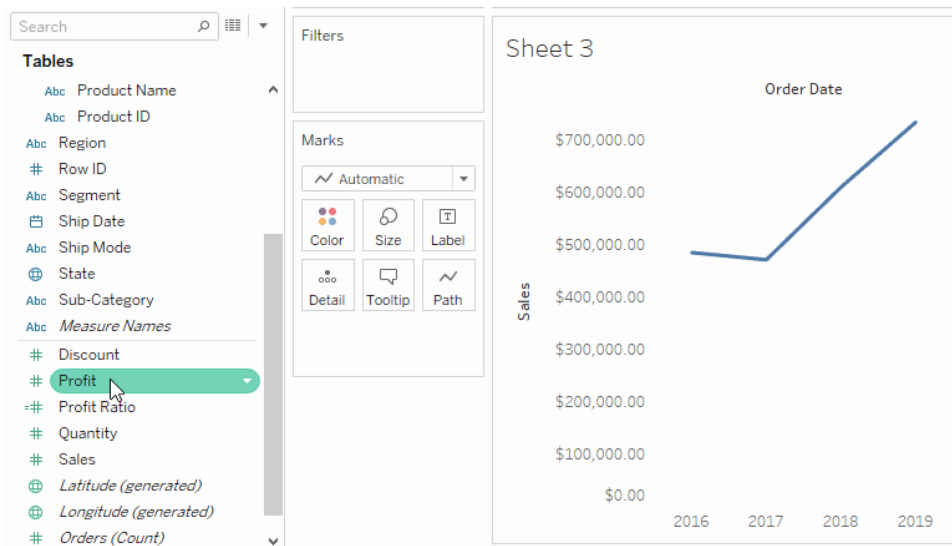 Search
Tables
Abc Product Name
Abc Product ID
Abc Region
# Row ID
Abc Segment
Ship Date
Abc Ship Mode
State
Abc Sub-Category
Abc Measure Names
# Discount
# Profit
=# Profit Ratio
# Quantity
# Sales
Latitude (generated)
Longitude (generated)
# Orders (Count)
Filters
Marks
Automatic
Color Size T Label
Detail Tooltip Path
Sheet 3
Order Date
$700,000.00
$600,000.00
$500,000.00
$400,000.00
$300,000.00
$200,000.00
$100,000.00
$0.00
Sales
2016 2017 2018 2019